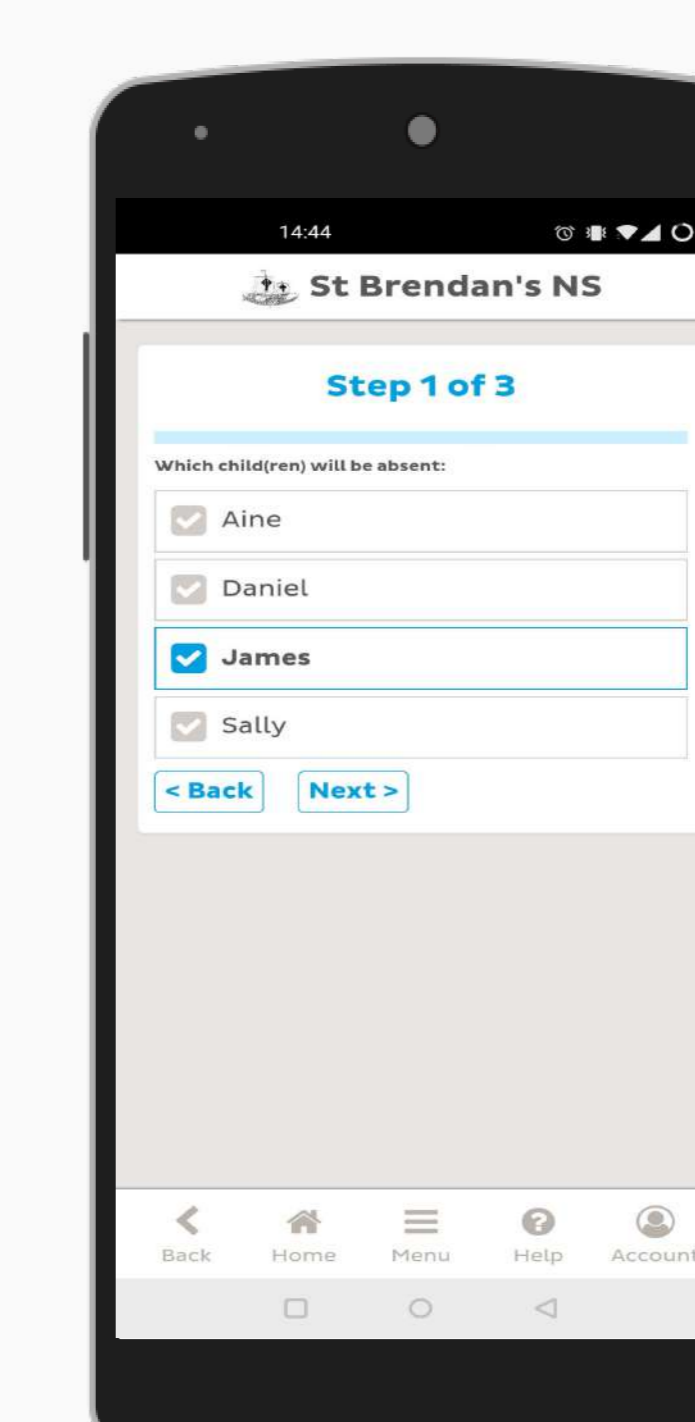 14:44
St Brendan's NS
Step 1 of 3
Which child(ren) will be absent:
Aine
Daniel
James
Sally
< Back Next >
Back Home Menu Help Account